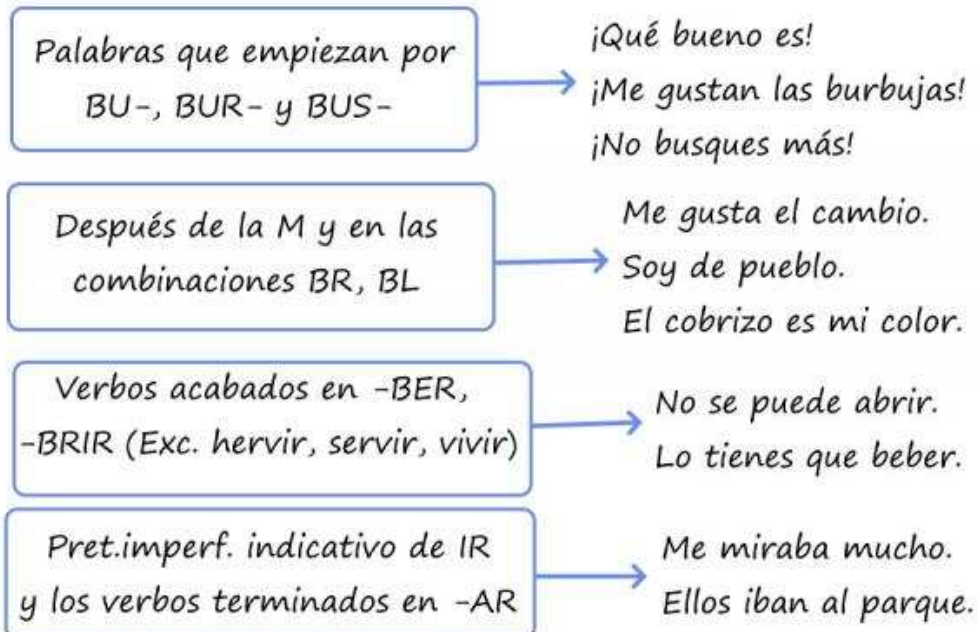 Palabras que empiezan por
BU-, BUR- y BUS-
¡Qué bueno es!
¡Me gustan las burbujas!
¡No busques más!
Después de la M y en las
combinaciones BR, BL
Me gusta el cambio.
Soy de pueblo.
El cobrizo es mi color.
Verbos acabados en -BER,
-BRIR (Exc. hervir, servir, vivir)
No se puede abrir.
Lo tienes que beber.
Pret.imperf. indicativo de IR
y los verbos terminados en -AR
Me miraba mucho.
Ellos iban al parque.